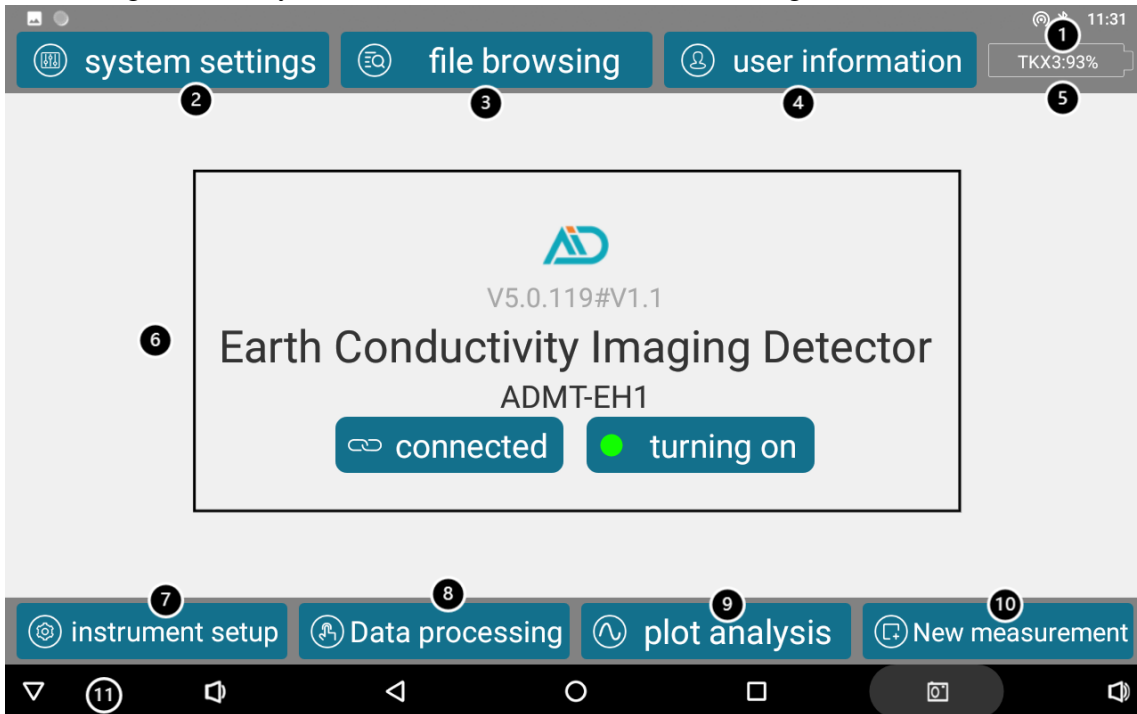 11:31
1
system settings
file browsing
user information
TKX3:93%
2
3
4
5
V5.0.119#V1.1
6
Earth Conductivity Imaging Detector
ADMT-EH1
connected
turning on
7
8
9
10
instrument setup
Data processing
plot analysis
New measurement
11